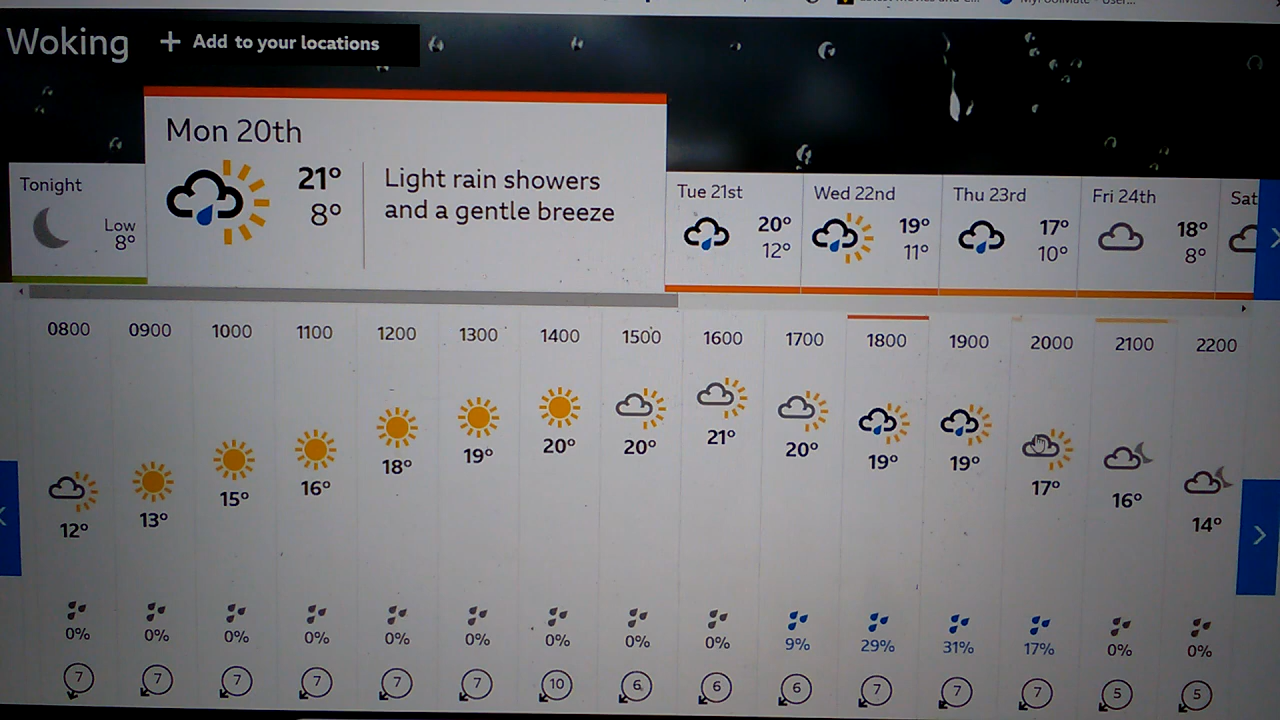 Woking
+ Add to your locations
Tonight
Low
8°
Mon 20th
21°
8°
Light rain showers
and a gentle breeze
Tue 21st
20°
12°
Wed 22nd
19°
11°
Thu 23rd
17°
10°
Fri 24th
18°
8°
Sat
0800 0900 1000 1100 1200 1300 1400 1500 1600 1700 1800 1900 2000 2100 2200
12° 13° 15° 16° 18° 19° 20° 20° 21° 20° 19° 19° 17° 16° 14°
0% 0% 0% 0% 0% 0% 0% 0% 0% 9% 29% 31% 17% 0% 0%
7 7 7 7 7 7 10 6 6 6 7 7 7 5 5